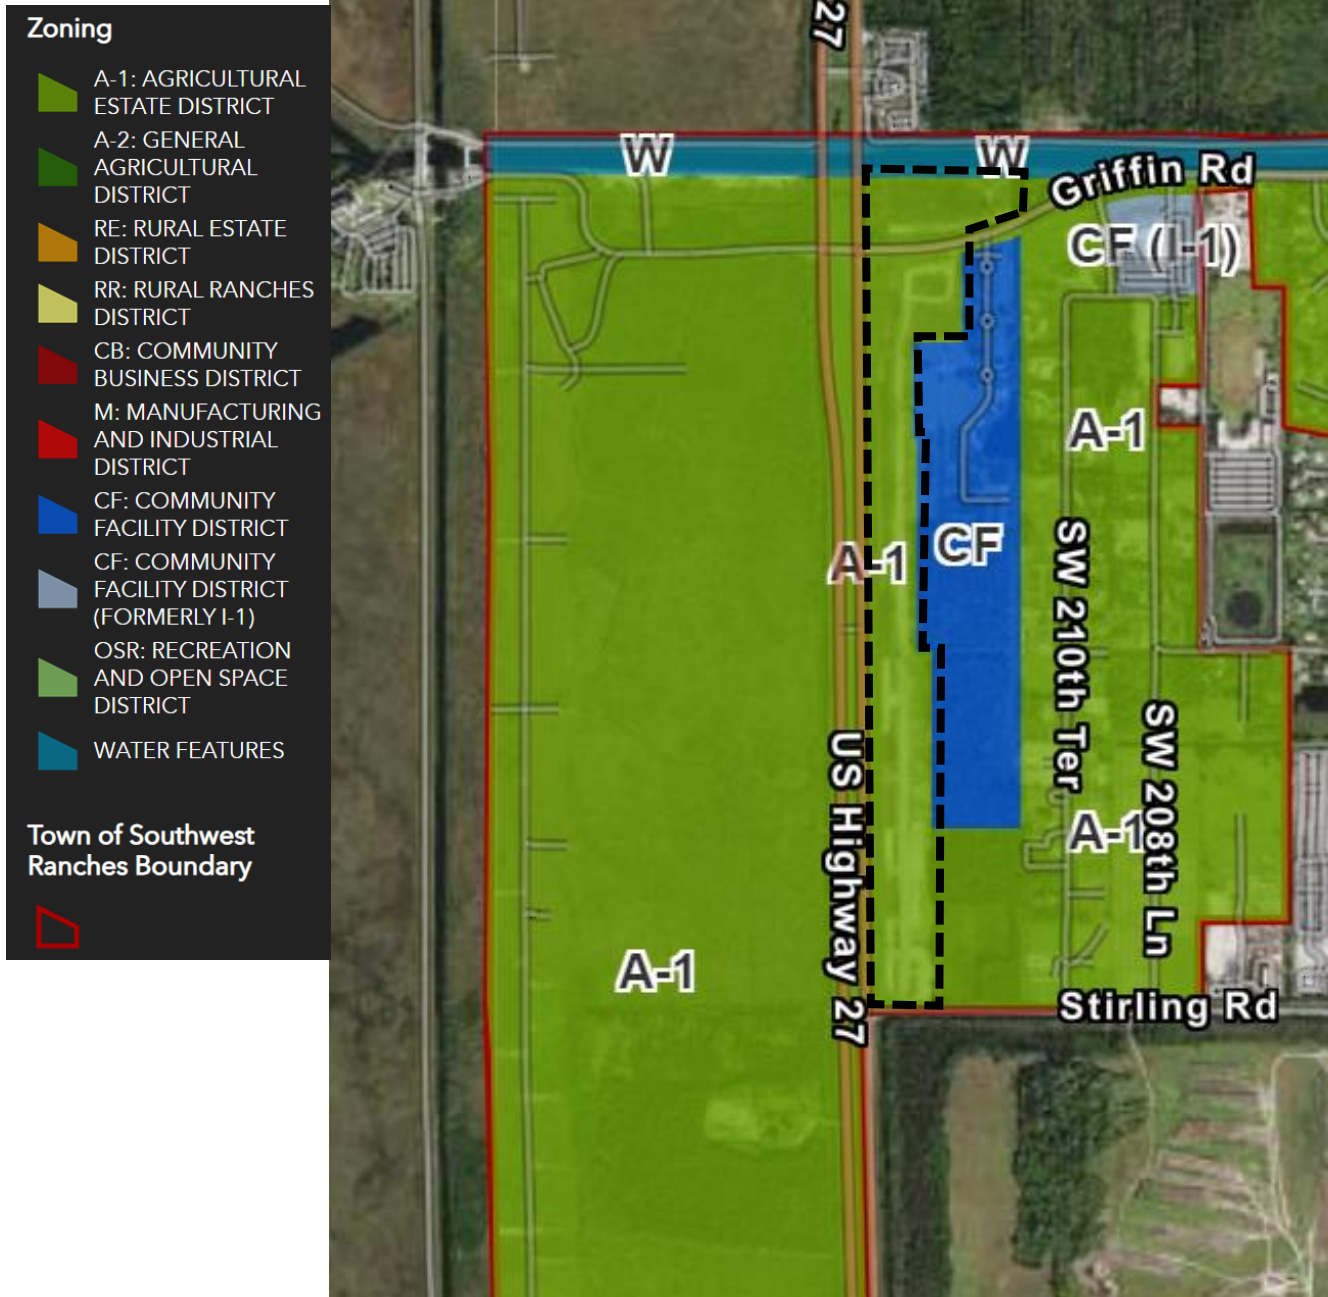 Zoning
A-1: AGRICULTURAL
ESTATE DISTRICT
A-2: GENERAL
AGRICULTURAL
DISTRICT
RE: RURAL ESTATE
DISTRICT
RR: RURAL RANCHES
DISTRICT
CB: COMMUNITY
BUSINESS DISTRICT
M: MANUFACTURING
AND INDUSTRIAL
DISTRICT
CF: COMMUNITY
FACILITY DISTRICT
CF: COMMUNITY
FACILITY DISTRICT
(FORMERLY I-1)
OSR: RECREATION
AND OPEN SPACE
DISTRICT
WATER FEATURES
Town of Southwest
Ranches Boundary
27
W
W
Griffin Rd
CF (I-1)
A-1
A-1
CF
SW 210th Ter
SW 208th Ln
US Highway 27
A-1
A-1
Stirling Rd